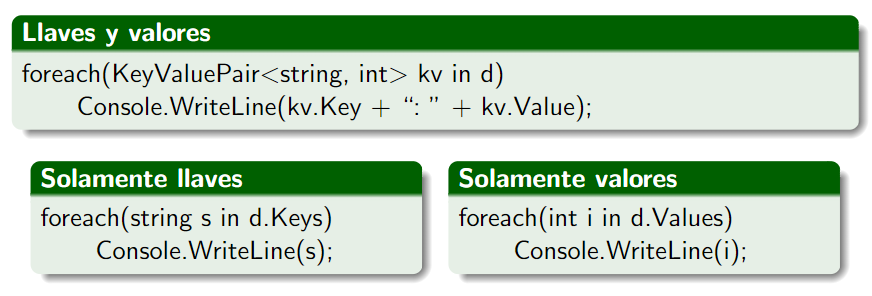 Llaves y valores
foreach(KeyValuePair<string, int> kv in d)
Console.WriteLine(kv.Key + “: ” + kv.Value);
Solamente llaves
foreach(string s in d.Keys)
Console.WriteLine(s);
Solamente valores
foreach(int i in d.Values)
Console.WriteLine(i);